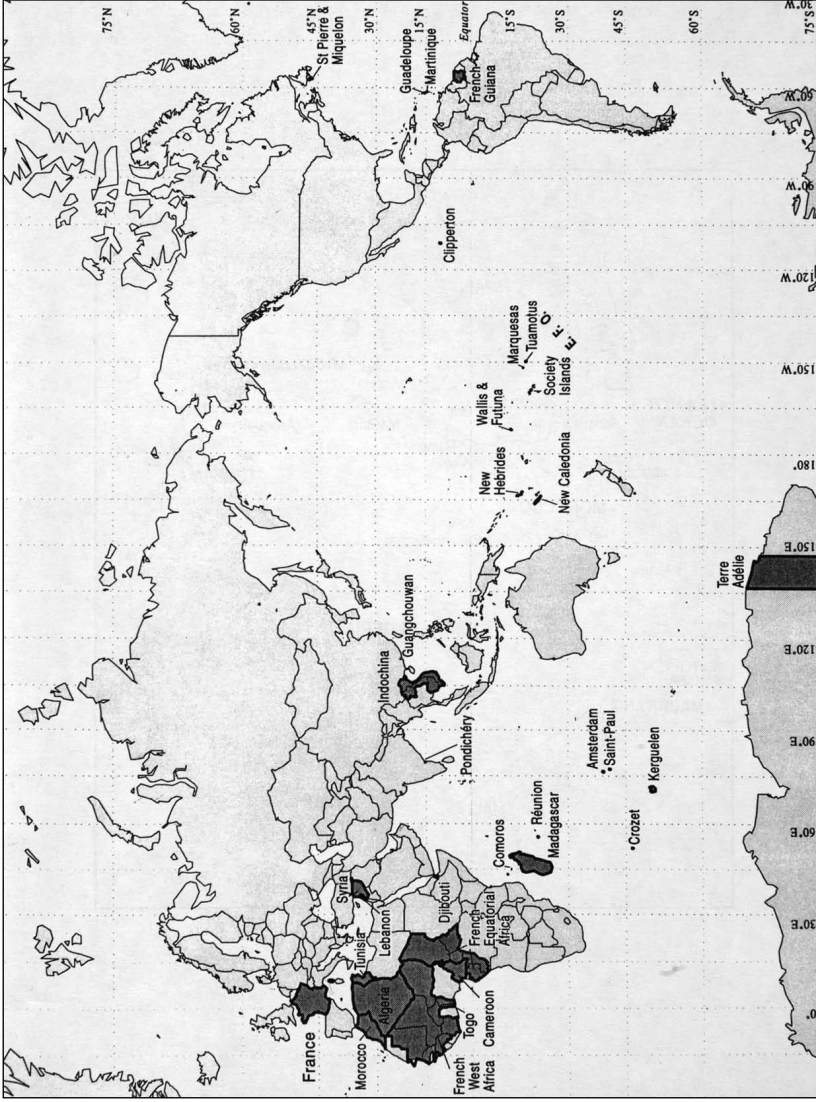 75°N
60°N
45°N
30°N
15°N
Equator
15°S
30°S
45°S
60°S
75°S
30°W
60°W
90°W
120°W
150°W
180°
150°E
120°E
90°E
60°E
30°E
0°
St Pierre &
Miquelon
Guadeloupe
Martinique
French
Guiana
Clipperton
Marquesas
Tuamotus
E. F. O.
Society
Islands
Wallis &
Futuna
New
Hebrides
New Caledonia
Terre
Adélie
Guangchouwan
Indochina
Pondichéry
Amsterdam
Saint-Paul
Kerguelen
Crozet
Réunion
Madagascar
Comoros
Syria
Lebanon
Djibouti
French
Equatorial
Africa
Tunisia
Algeria
France
Morocco
Togo
Cameroon
French
West
Africa